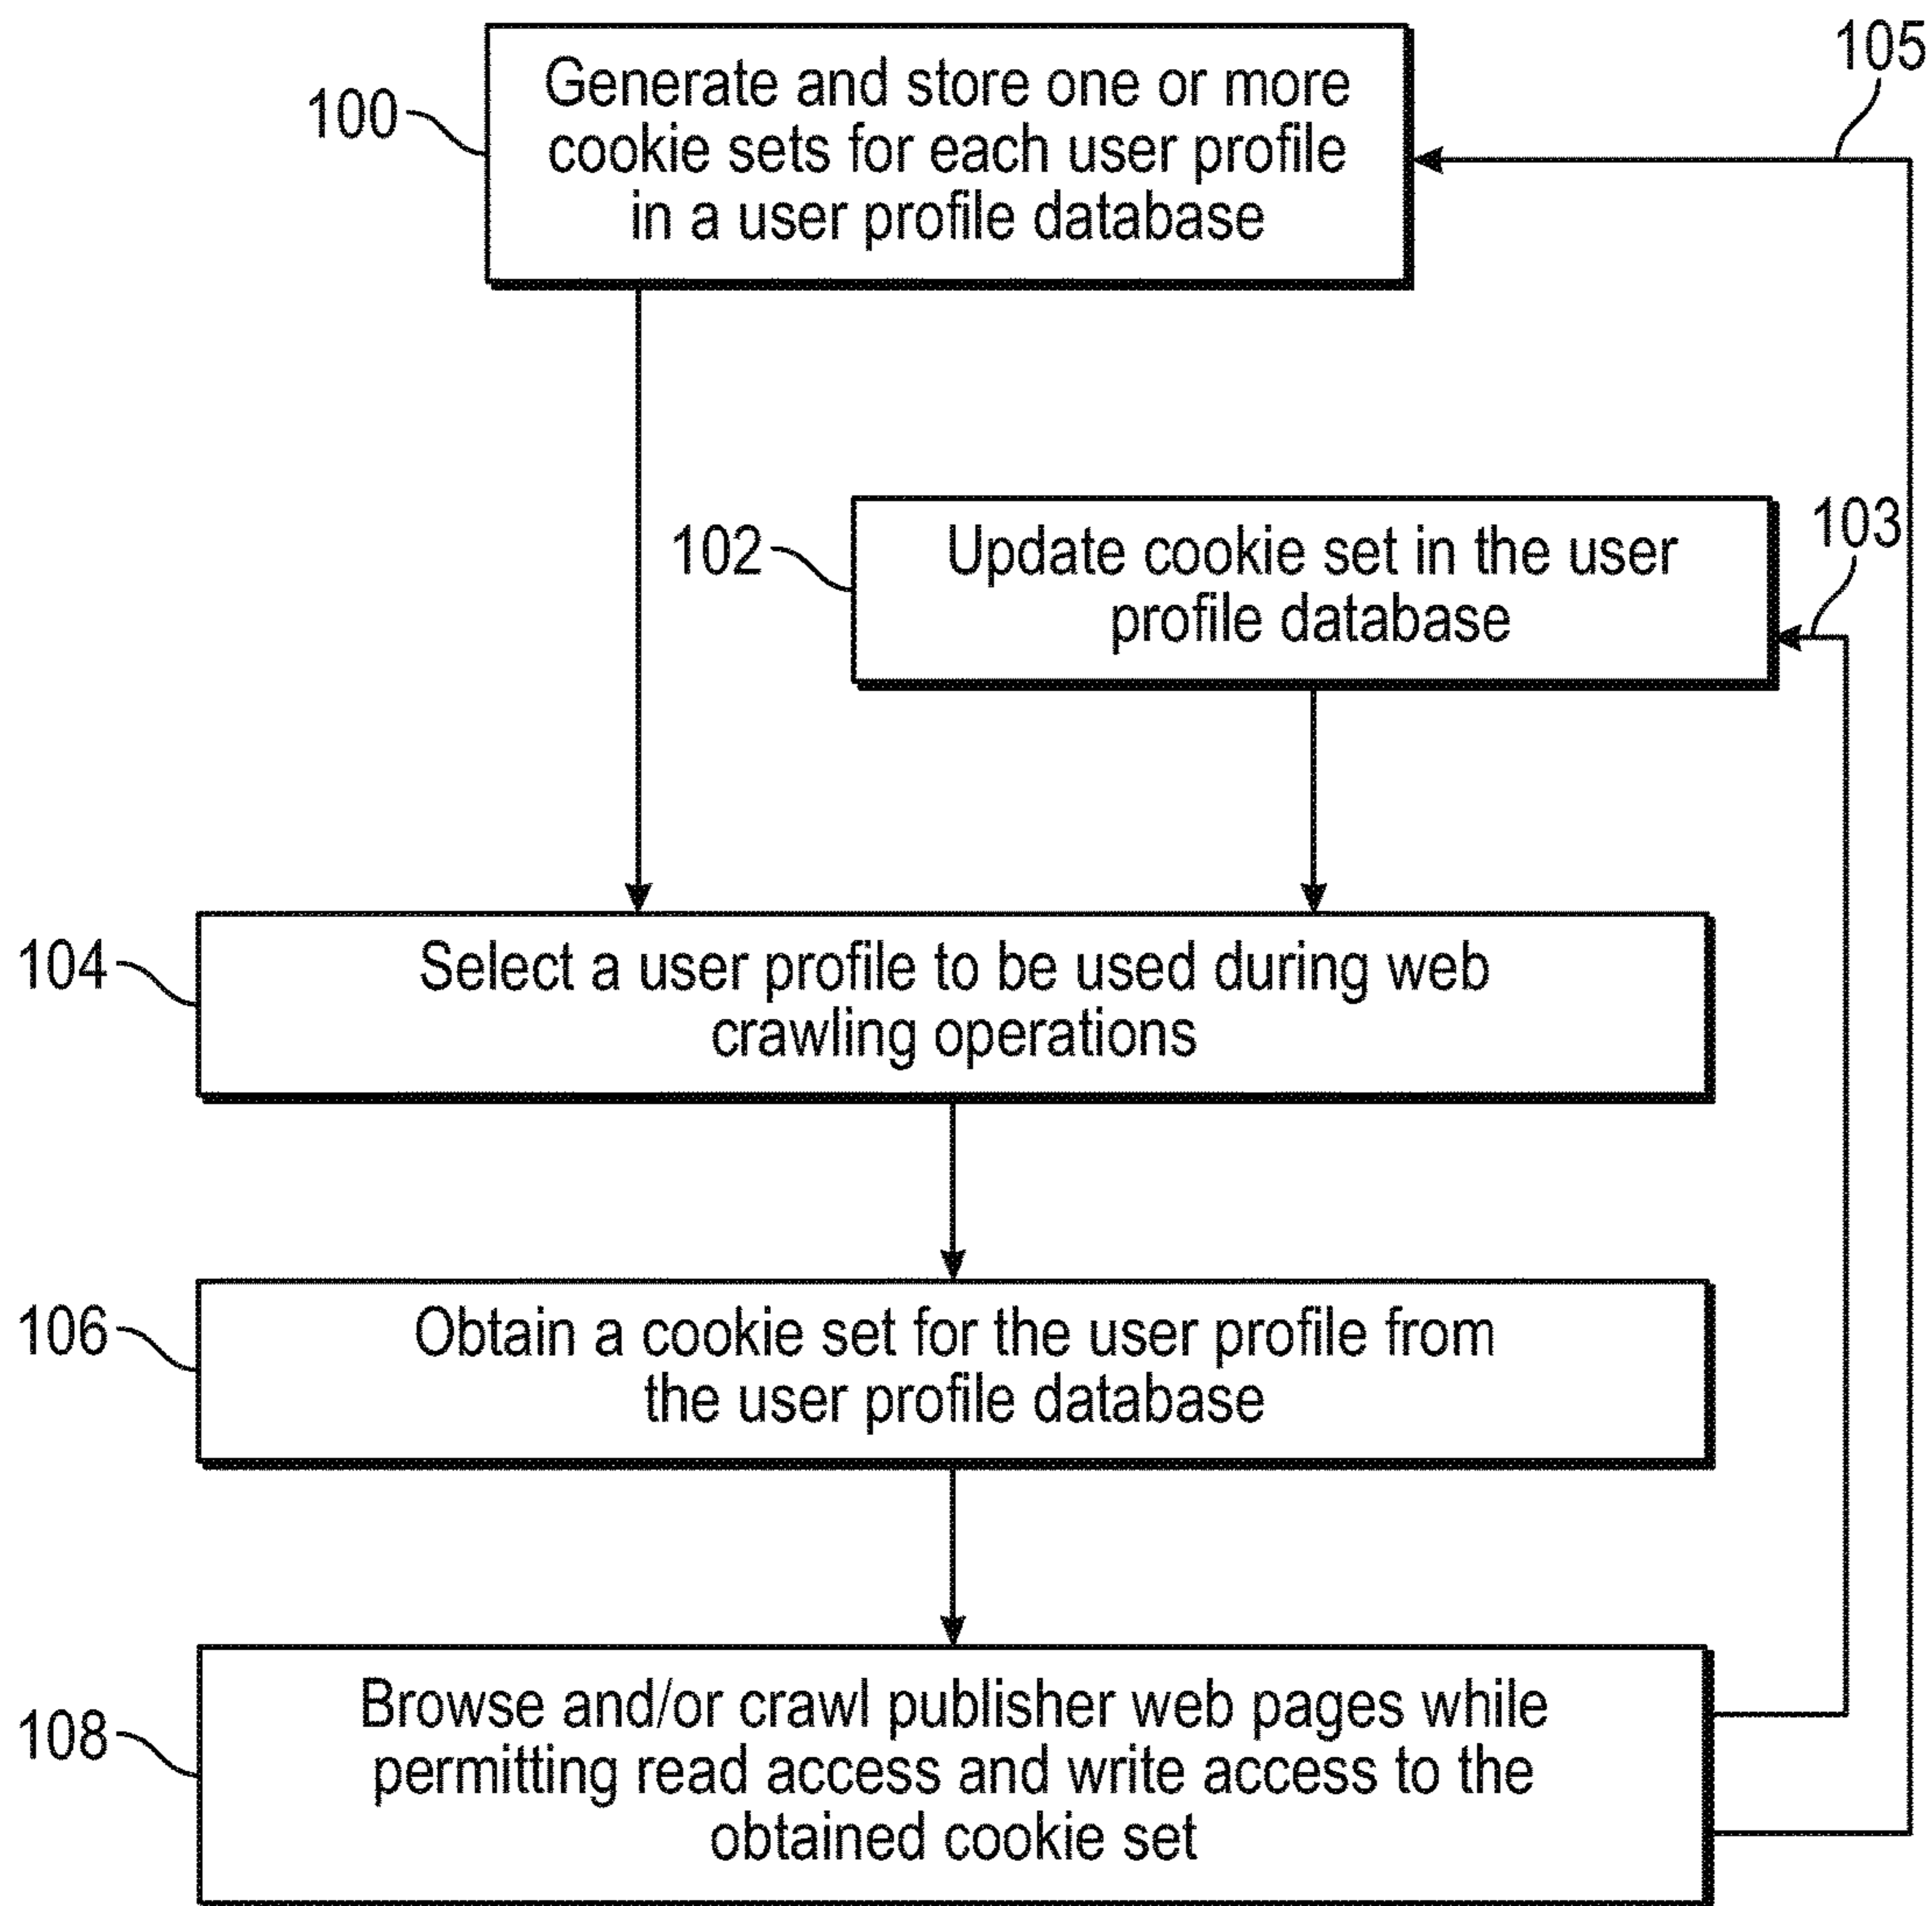 105
100
Generate and store one or more
cookie sets for each user profile
in a user profile database
103
102
Update cookie set in the user
profile database
104
Select a user profile to be used during web
crawling operations
106
Obtain a cookie set for the user profile from
the user profile database
108
Browse and/or crawl publisher web pages while
permitting read access and write access to the
obtained cookie set